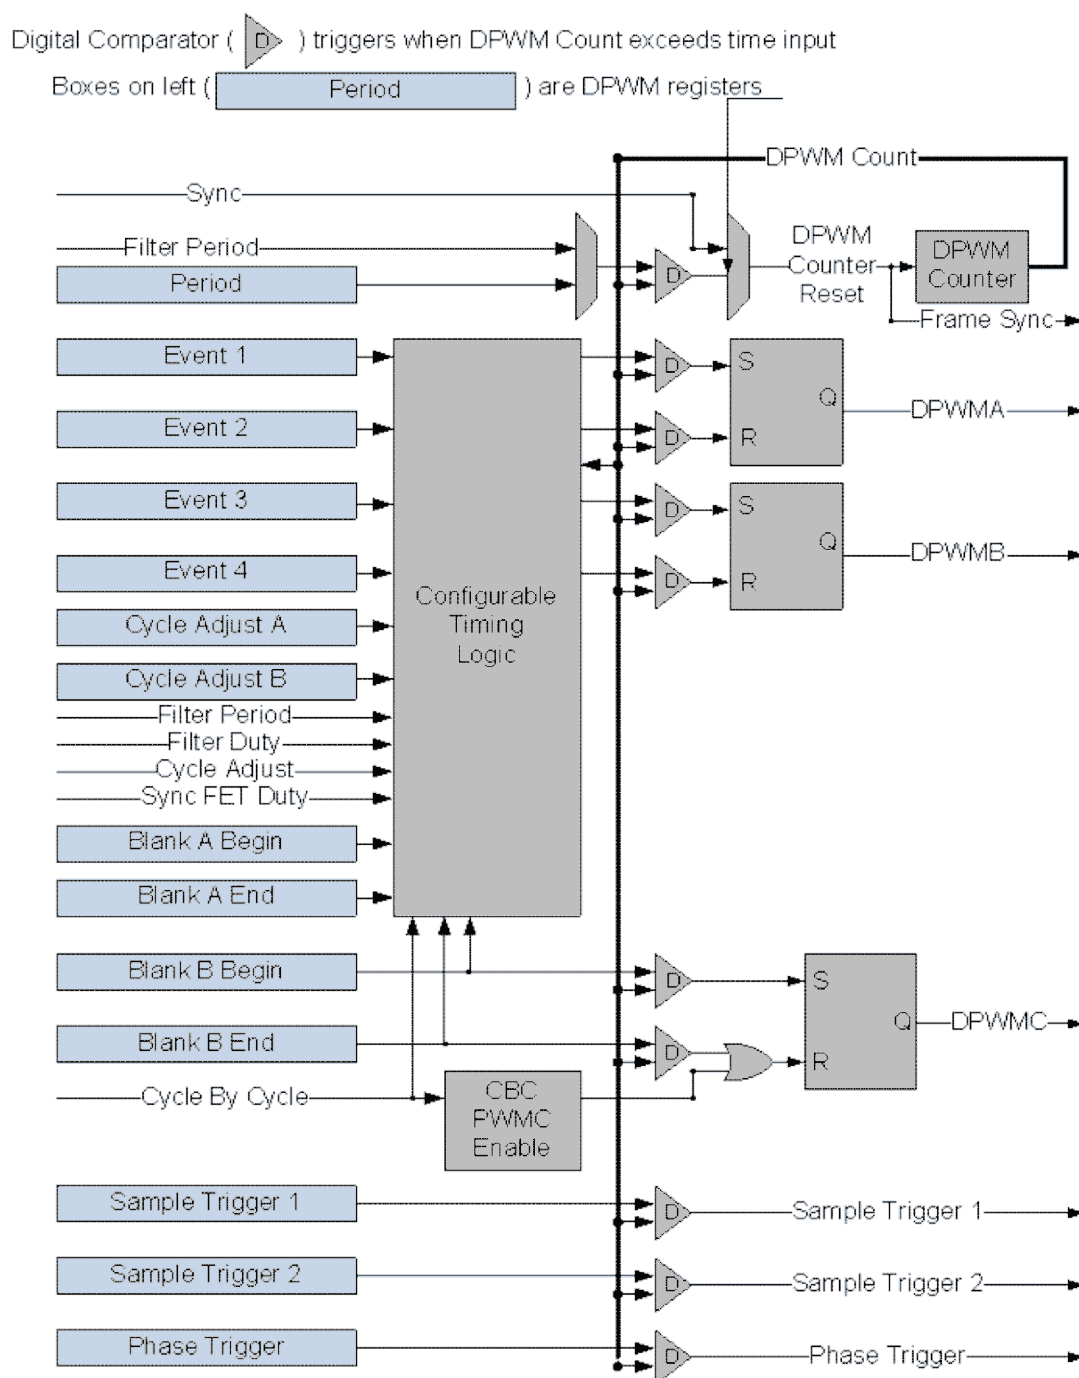 Digital Comparator ( D ) triggers when DPWM Count exceeds time input
Boxes on left ( Period ) are DPWM registers
DPWM Count
Sync
Filter Period
Period
D
DPWM
Counter
Reset
DPWM
Counter
Frame Sync
Event 1
D
S
Q
DPWMA
Event 2
D
R
Event 3
D
S
Q
DPWMB
Event 4
D
R
Configurable
Timing
Logic
Cycle Adjust A
Cycle Adjust B
Filter Period
Filter Duty
Cycle Adjust
Sync FET Duty
Blank A Begin
Blank A End
Blank B Begin
D
S
Q
DPWMC
Blank B End
D
R
Cycle By Cycle
CBC
PWMC
Enable
Sample Trigger 1
D
Sample Trigger 1
Sample Trigger 2
D
Sample Trigger 2
Phase Trigger
D
Phase Trigger